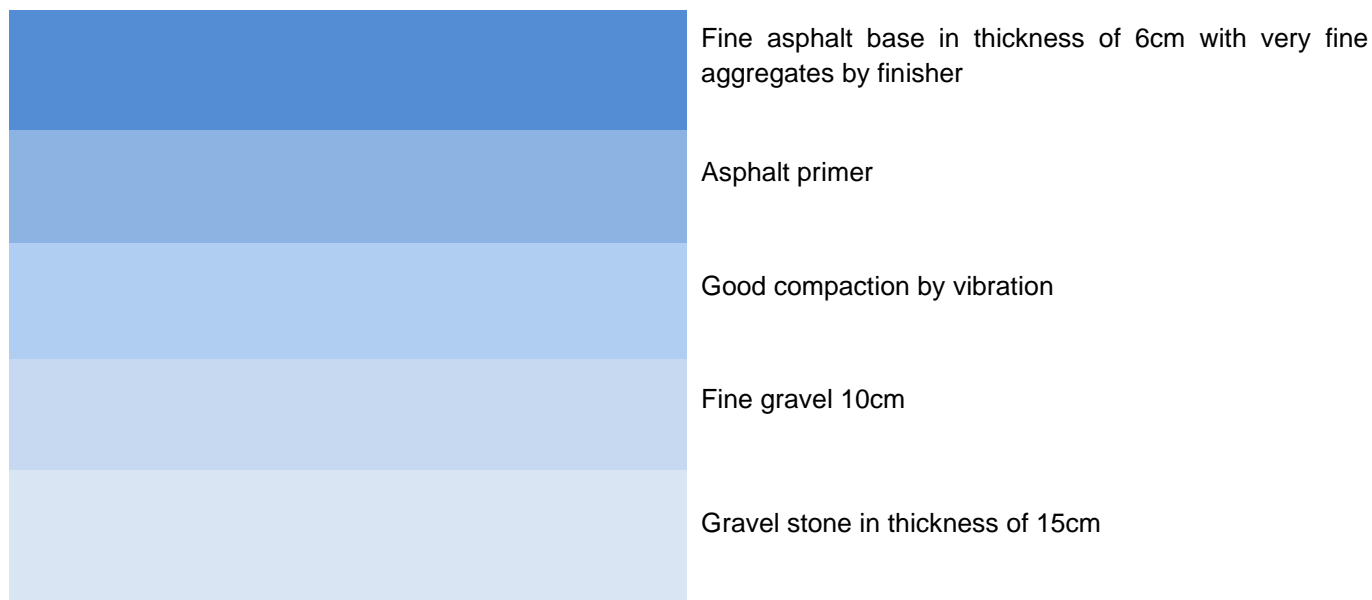 Fine asphalt base in thickness of 6cm with very fine
aggregates by finisher
Asphalt primer
Good compaction by vibration
Fine gravel 10cm
Gravel stone in thickness of 15cm